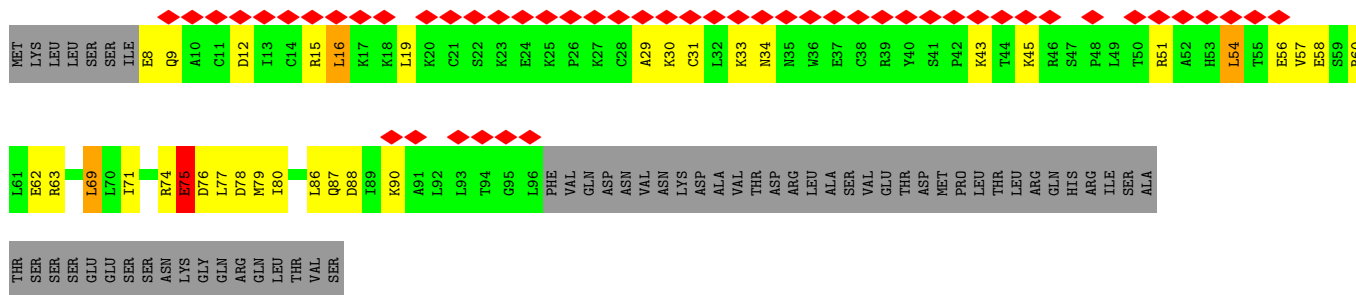 MET LYS LEU LEU SER SER ILE E8 Q9 A10 C11 D12 I13 C14 R15 L16 K17 K18 L19 K20 C21 S22 K23 E24 K25 P26 K27 C28 A29 K30 C31 L32 K33 N34 N35 W36 E37 C38 R39 Y40 S41 P42 K43 T44 K45 R46 S47 P48 L49 T50 R51 A52 H53 L54 T55 E56 V57 E58 S59
L61 E62 R63 L69 L70 I71 R74 E75 D76 L77 D78 M79 I80 L86 Q87 D88 I89 K90 A91 L92 L93 T94 G95 L96 PHE VAL GLN ASP ASN VAL ASN LYS ASP ALA VAL THR ASP ARG LEU ALA SER VAL GLU THR ASP MET PRO LEU THR LEU ARG GLN HIS ARG ILE SER ALA
THR SER SER SER GLU GLU SER SER ASN LYS GLY GLN ARG GLN LEU THR VAL SER